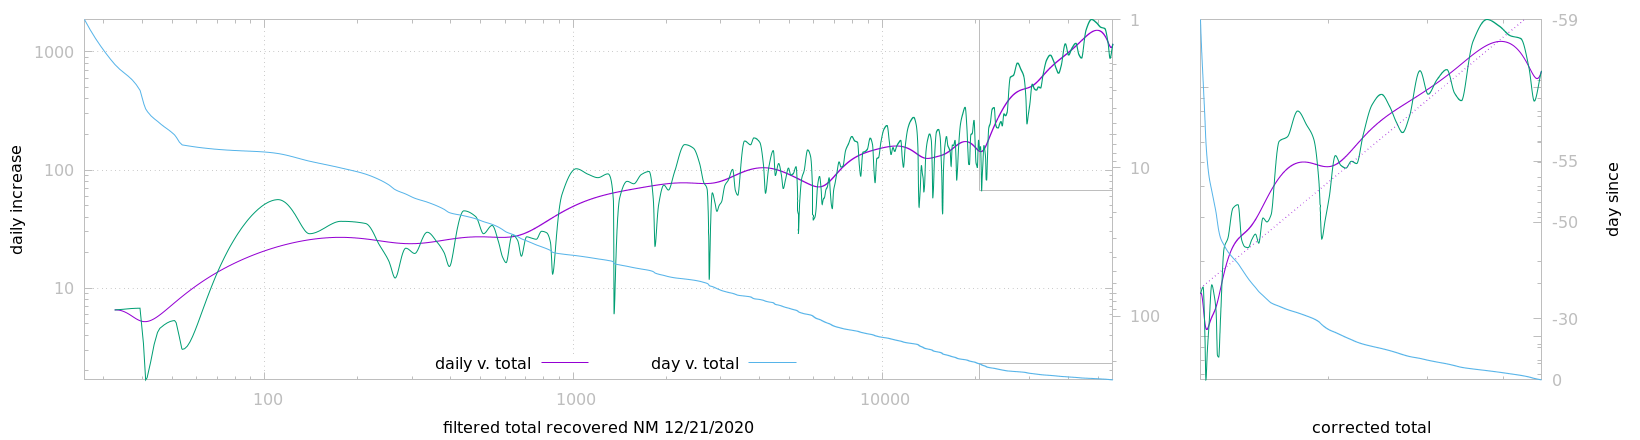 daily increase
1000
100
10
daily v. total
day v. total
100
1000
10000
filtered total recovered NM 12/21/2020
1
10
100
-59
-55
-50
-30
0
day since
corrected total